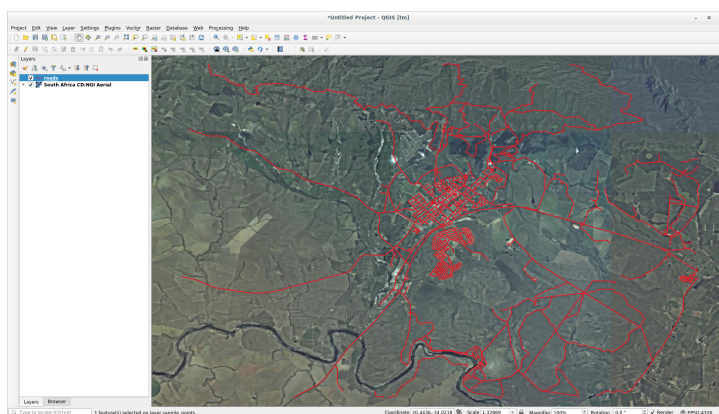 *Untitled Project - QGIS [tm]
Project Edit View Layer Settings Plugins Vector Raster Database Web Processing Help
Layers
roads
South Africa CD:NGI Aerial
Layers Browser
Type to locate (Ctrl+K) 3 feature(s) selected on layer sample_points. Coordinate 20.4636,-34.0218 Scale 1:32869 Magnifier 100% Rotation 0.0 ° Render EPSG:4326